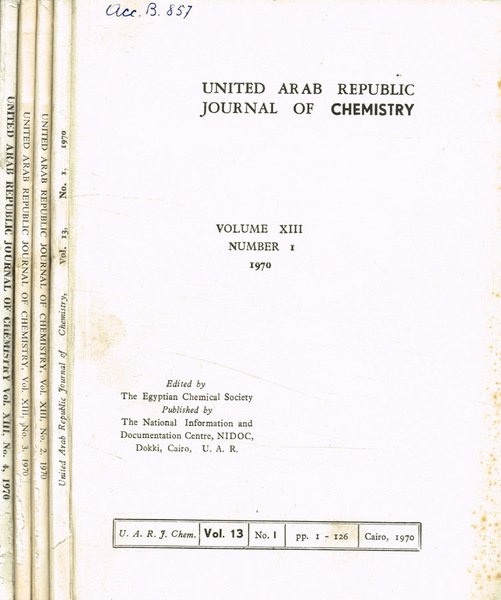 Acc. B. 857
UNITED ARAB REPUBLIC
JOURNAL OF CHEMISTRY
VOLUME XIII
NUMBER 1
1970
Edited by
The Egyptian Chemical Society
Published by
The National Information and
Documentation Centre, NIDOC,
Dokki, Cairo, U. A. R.
U. A. R. J. Chem. Vol. 13 No. 1 pp. 1 - 126 Cairo, 1970
UNITED ARAB REPUBLIC JOURNAL OF CHEMISTRY Vol. XIII. No. 4, 1970
UNITED ARAB REPUBLIC JOURNAL OF CHEMISTRY, Vol. XIII, No. 3. 1970
UNITED ARAB REPUBLIC JOURNAL OF CHEMISTRY, Vol. XIII, No. 2. 1970
United Arab Republic Journal of Chemistry, Vol. 13, No. 1. 1970